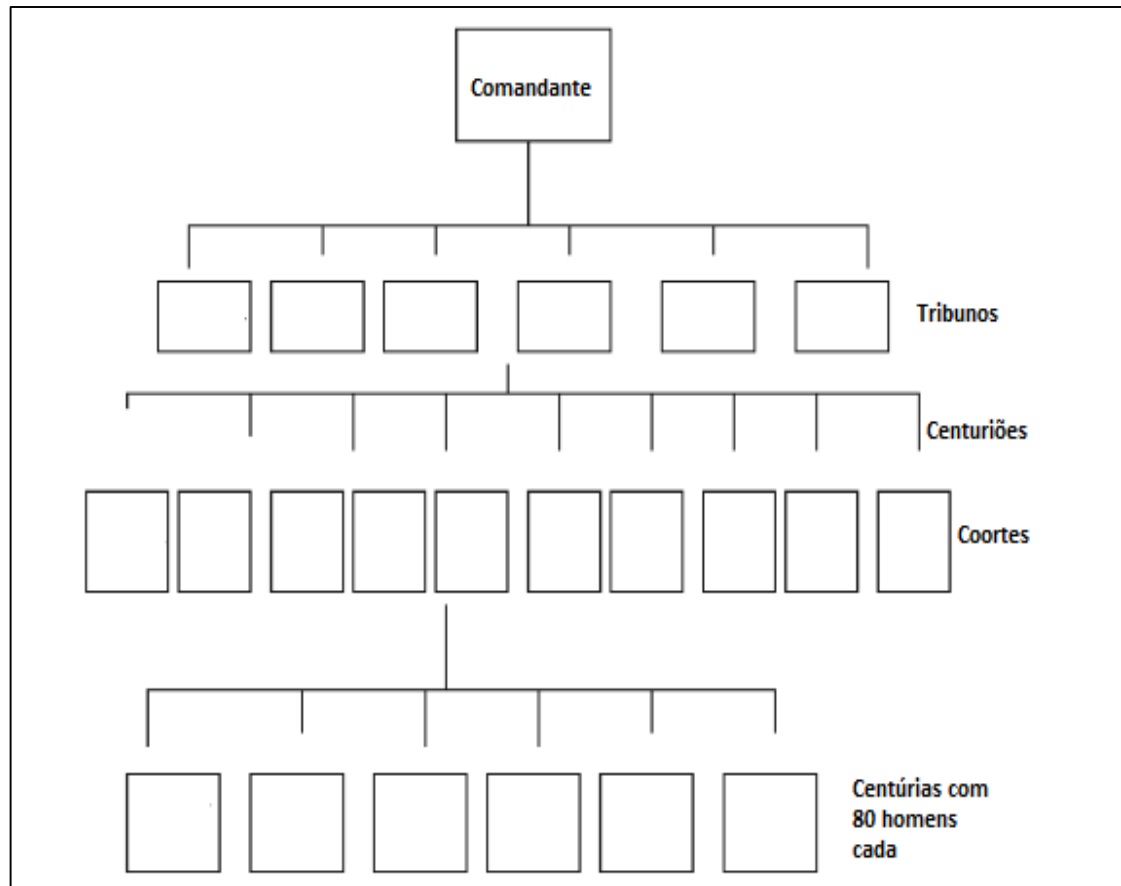 Comandante
Tribunos
Centuriões
Coortes
Centúrias com
80 homens
cada